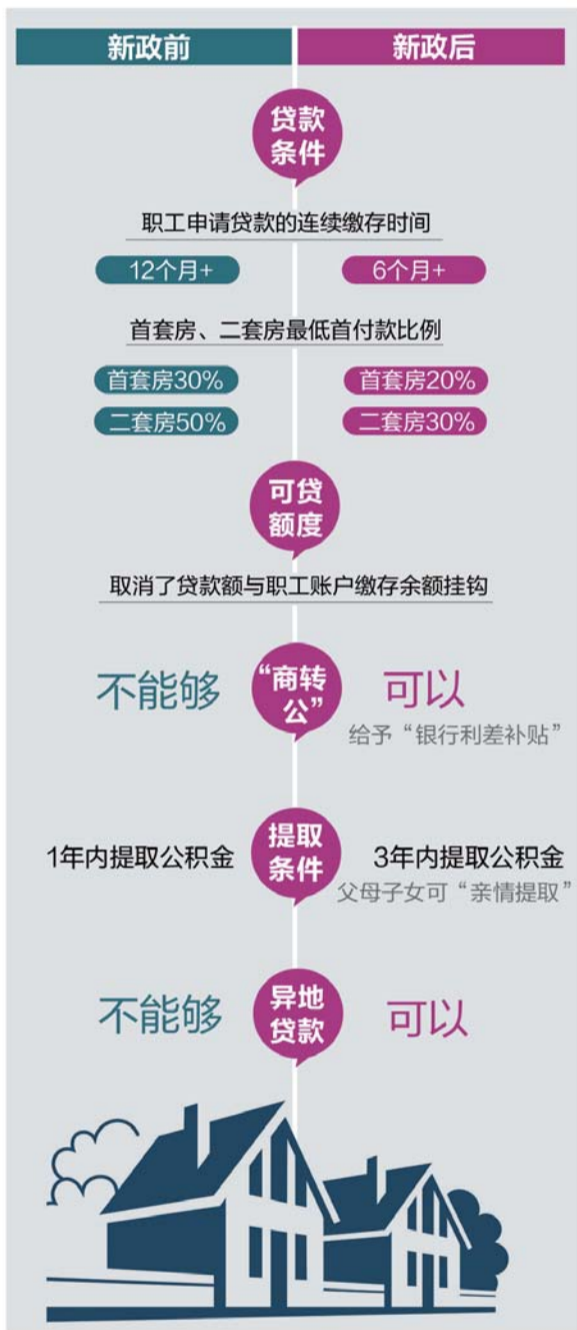 新政前 新政后
贷款
条件
职工申请贷款的连续缴存时间
12个月+ 6个月+
首套房、二套房最低首付款比例
首套房30% 首套房20%
二套房50% 二套房30%
可贷
额度
取消了贷款额与职工账户缴存余额挂钩
不能够 “商转公” 可以
给予“银行利差补贴”
提取
条件
1年内提取公积金 3年内提取公积金
父母子女可“亲情提取”
异地
贷款
不能够 可以